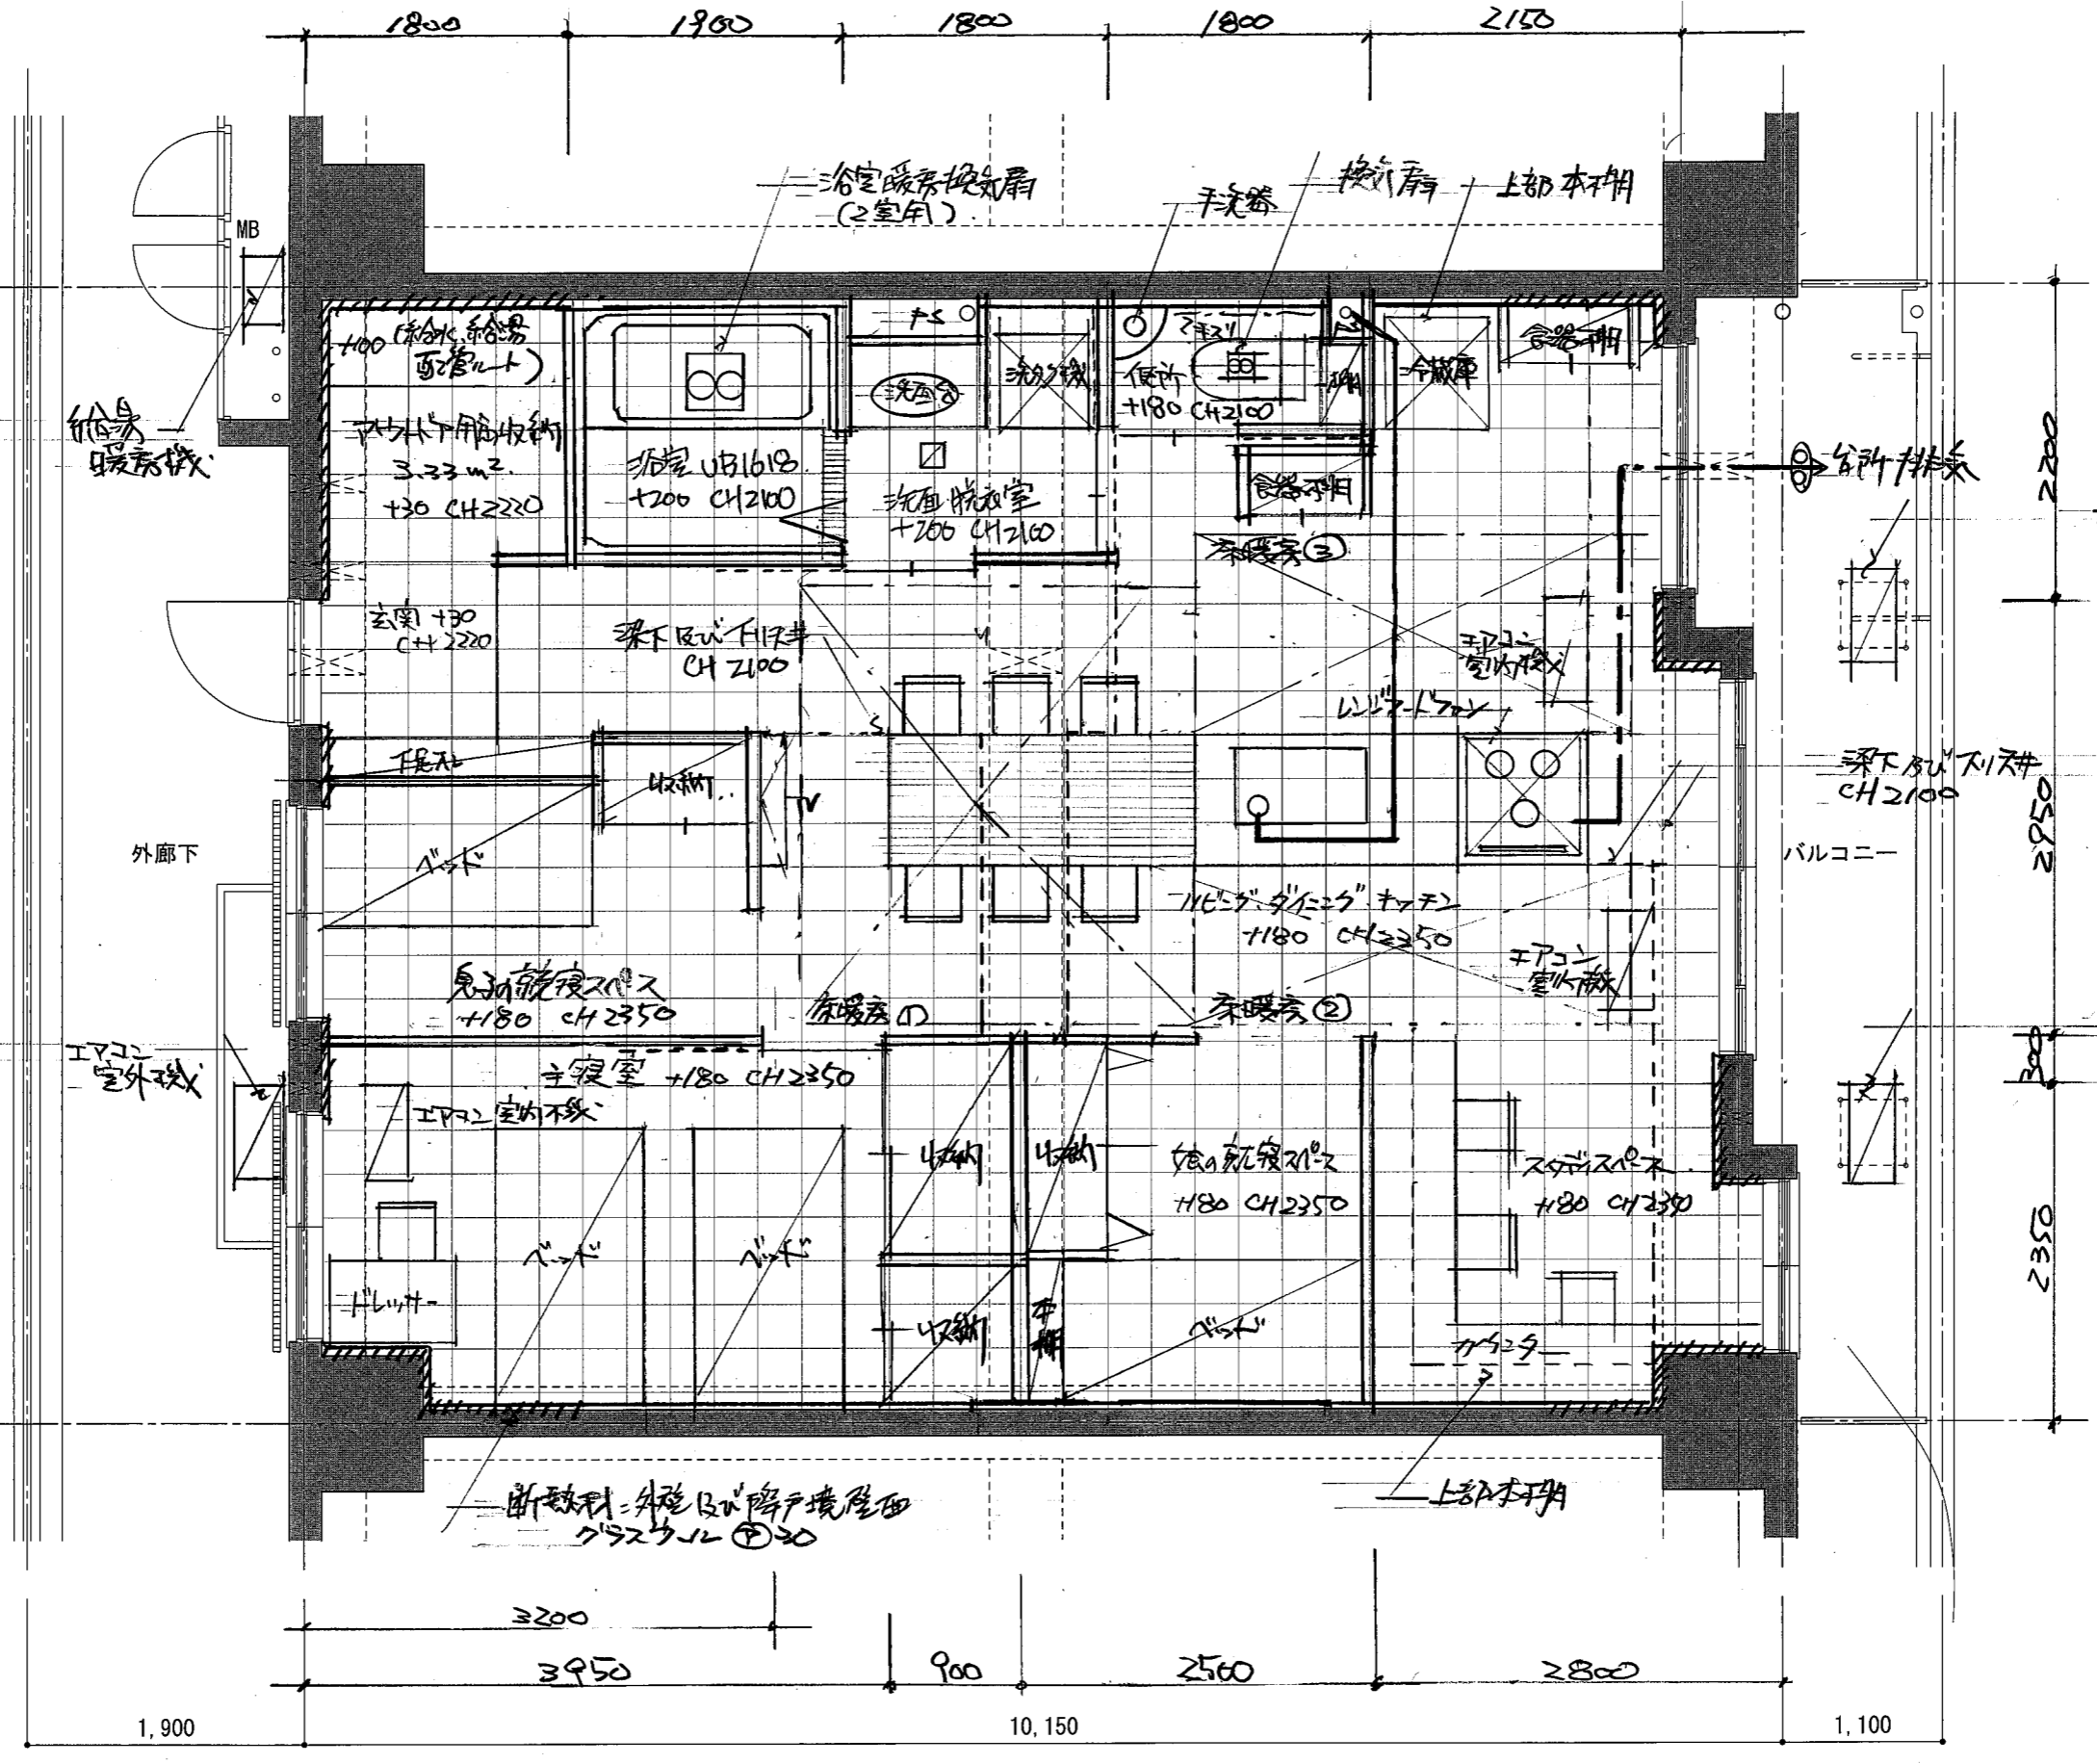 1800
1900
1800
1800
2150
浴室暖房換気扇
(2室用)
手洗器
換気扇
上部本棚
MB
給湯
暖房機
+100 (給水、給湯
配管ルート)
アウトドア用品収納
3.33m².
+30 CH2220
浴室 UB1618
+200 CH2100
PS
洗面台
洗タク機
洗面脱衣室
+200 CH2100
便所
+180 CH2100
手スリ
PS
棚
冷蔵庫
食器棚
食器棚
床暖房③
台所排気
2200
玄関 +30
CH2220
梁下及び下り天井
CH2100
エアコン
室内機
レンジフードファン
下足入レ
収納
TV
ベッド
梁下及び下り天井
CH2100
2950
外廊下
バルコニー
リビング・ダイニング・キッチン
+180 CH2350
エアコン
室内機
息子の就寝スペース
+180 CH2350
床暖房①
床暖房②
エアコン
室外機
主寝室 +180 CH2350
エアコン室内機
300
収納
収納
娘の就寝スペース
+180 CH2350
スタディスペース
+180 CH2350
ベッド
ベッド
ドレッサー
収納
本棚
ベッド
カウンター
2350
断熱材:外壁及び隣戸境壁面
グラスウール ⑦30
上部本棚
3200
3950
900
2500
2800
1,900
10,150
1,100